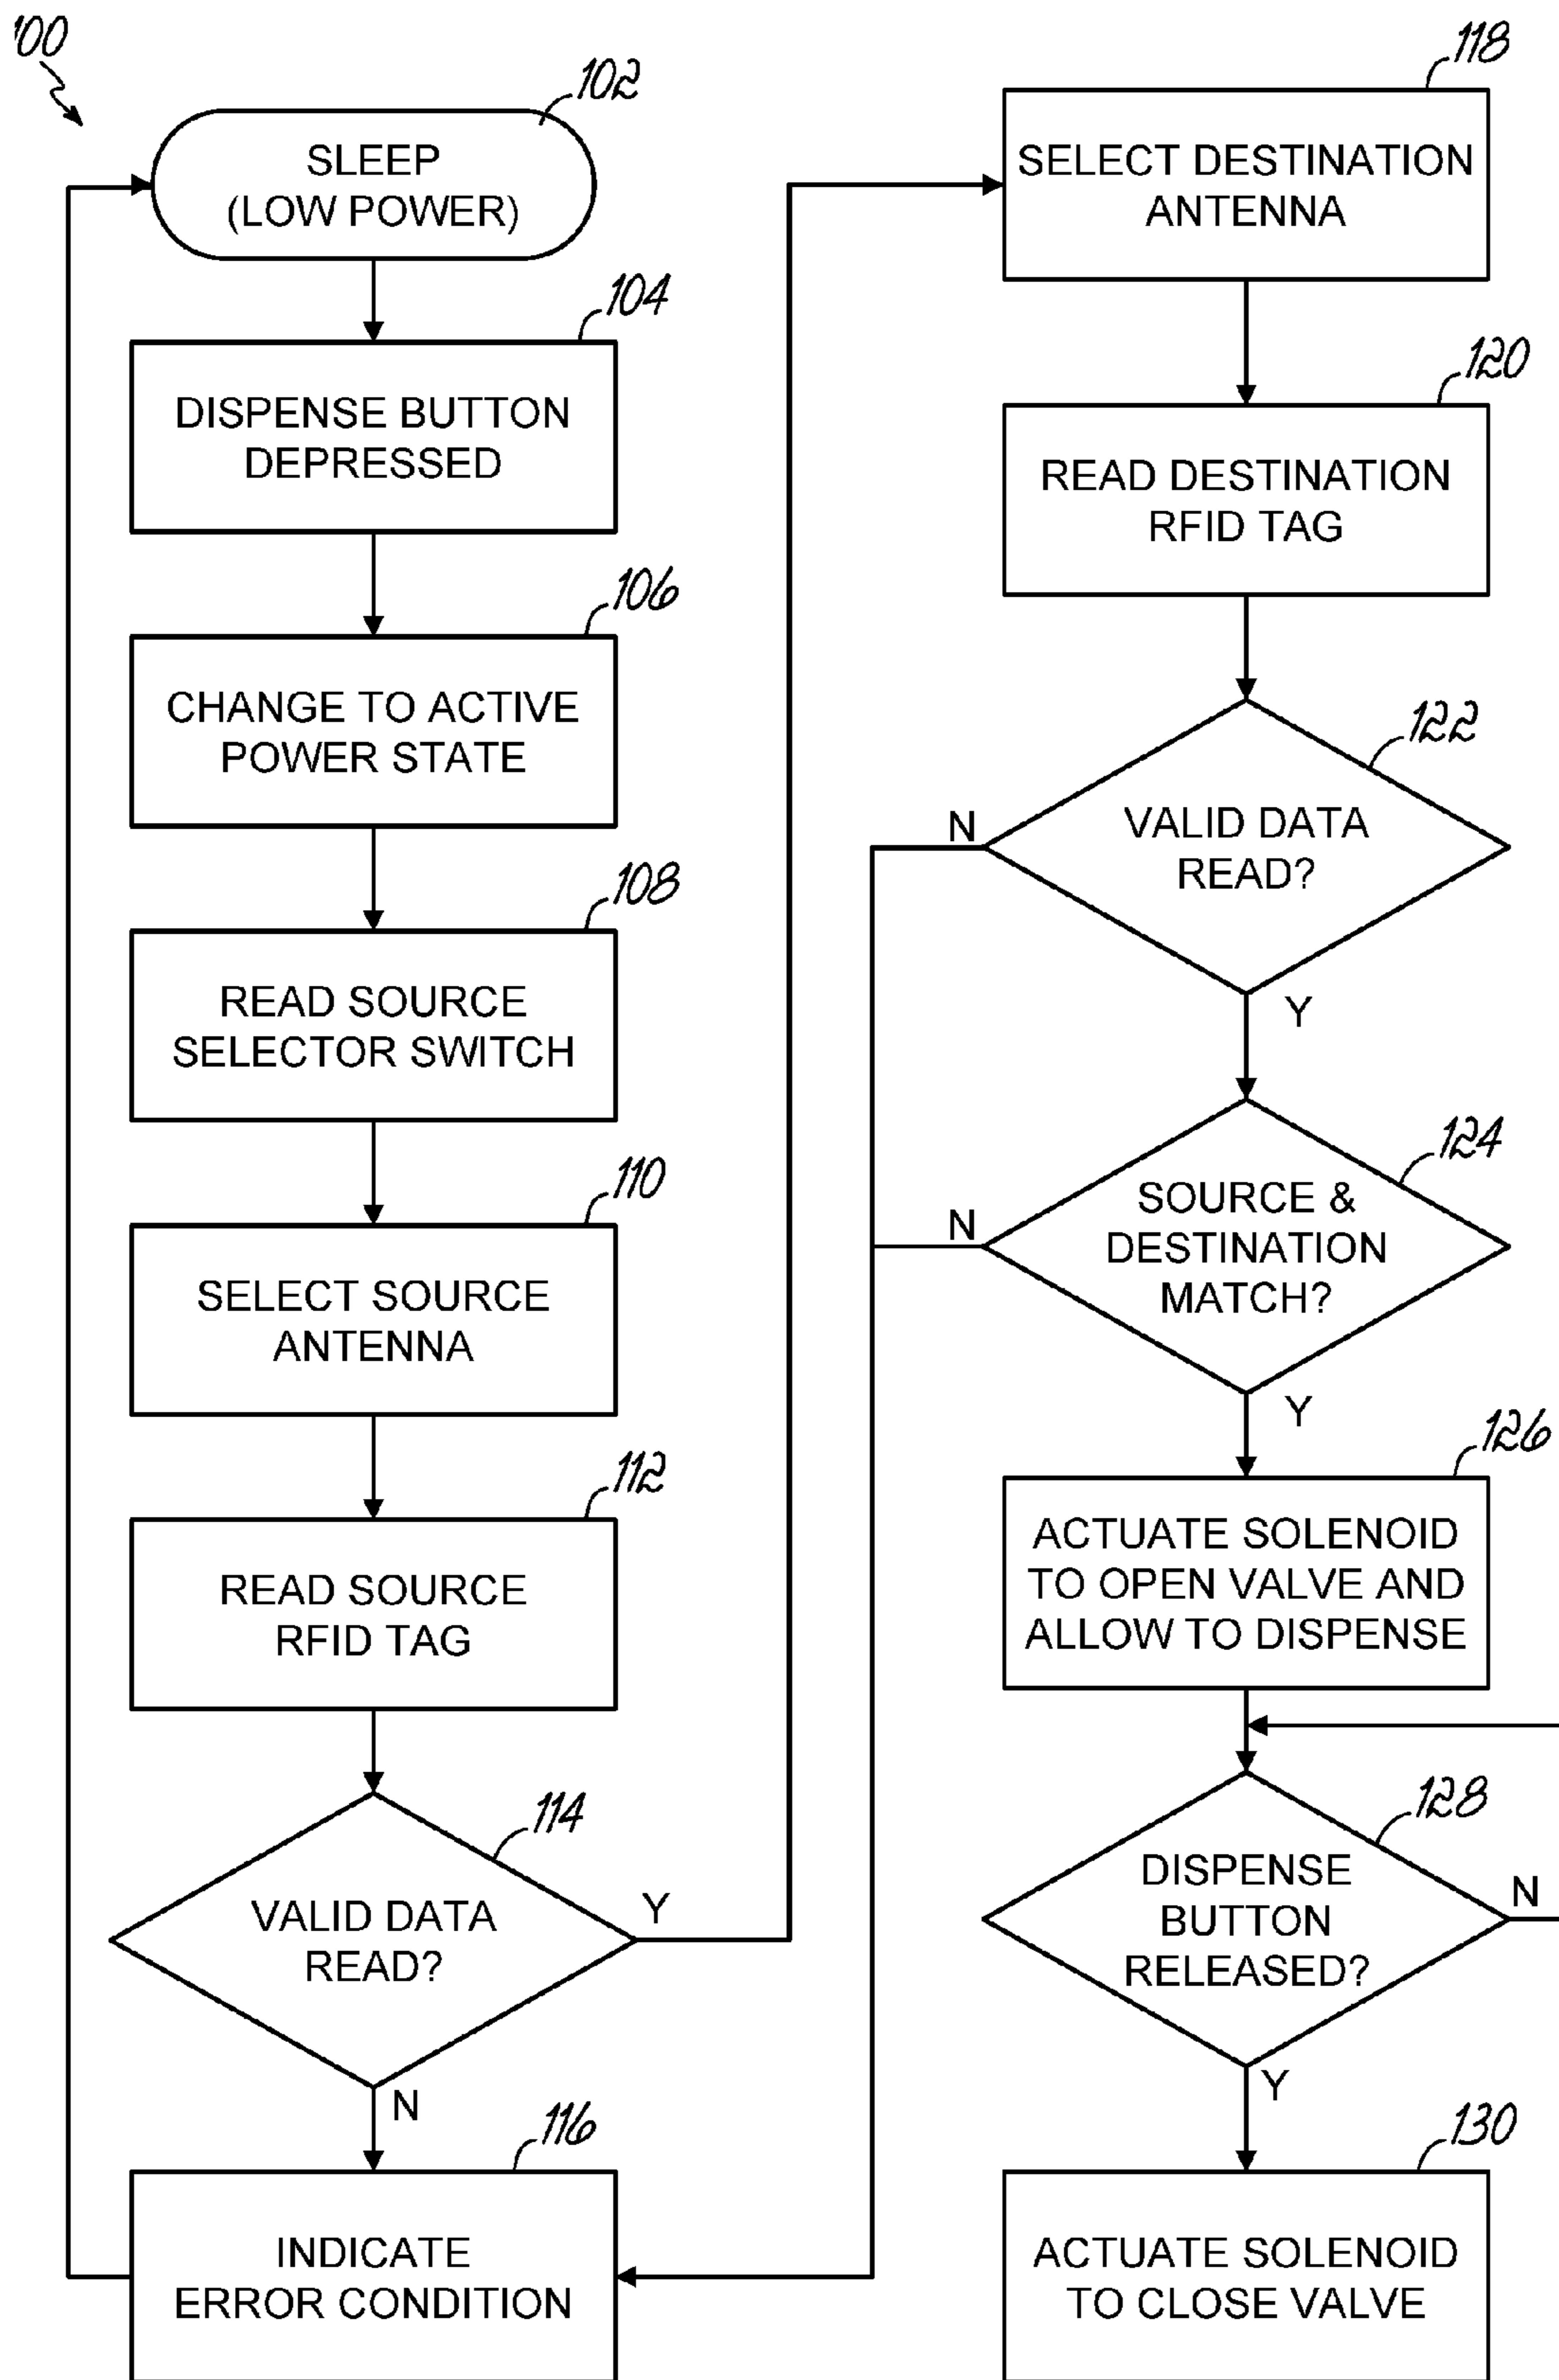 100
102
SLEEP
(LOW POWER)
104
DISPENSE BUTTON
DEPRESSED
106
CHANGE TO ACTIVE
POWER STATE
108
READ SOURCE
SELECTOR SWITCH
110
SELECT SOURCE
ANTENNA
112
READ SOURCE
RFID TAG
114
VALID DATA
READ?
Y
N
116
INDICATE
ERROR CONDITION
118
SELECT DESTINATION
ANTENNA
120
READ DESTINATION
RFID TAG
122
VALID DATA
READ?
N
Y
124
SOURCE &
DESTINATION
MATCH?
N
Y
126
ACTUATE SOLENOID
TO OPEN VALVE AND
ALLOW TO DISPENSE
128
DISPENSE
BUTTON
RELEASED?
N
Y
130
ACTUATE SOLENOID
TO CLOSE VALVE